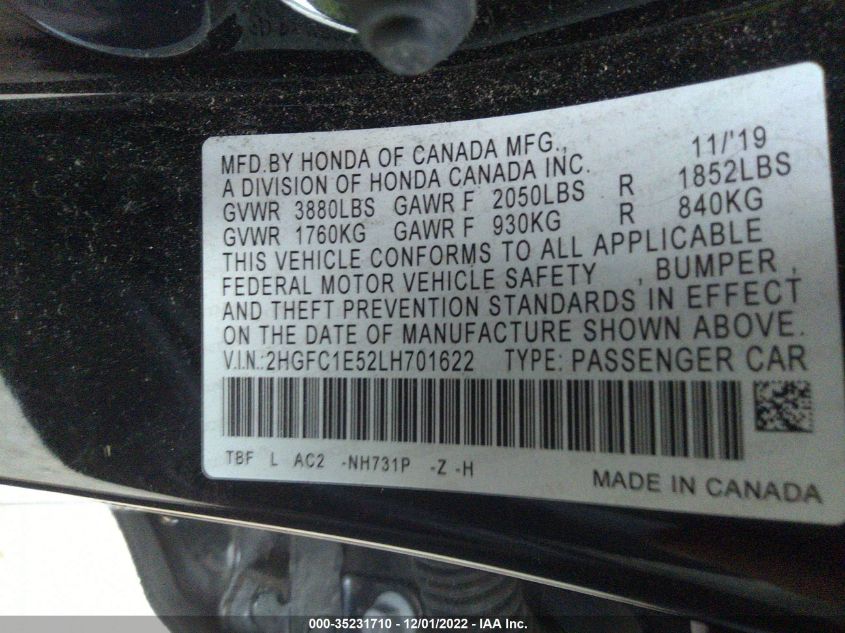 MFD.BY HONDA OF CANADA MFG., 11/'19
A DIVISION OF HONDA CANADA INC.
GVWR 3880LBS GAWR F 2050LBS R 1852LBS
GVWR 1760KG GAWR F 930KG R 840KG
THIS VEHICLE CONFORMS TO ALL APPLICABLE
FEDERAL MOTOR VEHICLE SAFETY , BUMPER ,
AND THEFT PREVENTION STANDARDS IN EFFECT
ON THE DATE OF MANUFACTURE SHOWN ABOVE.
V.I.N.:2HGFC1E52LH701622 TYPE: PASSENGER CAR
TBF L AC2 -NH731P -Z -H
MADE IN CANADA
000-35231710 - 12/01/2022 - IAA Inc.